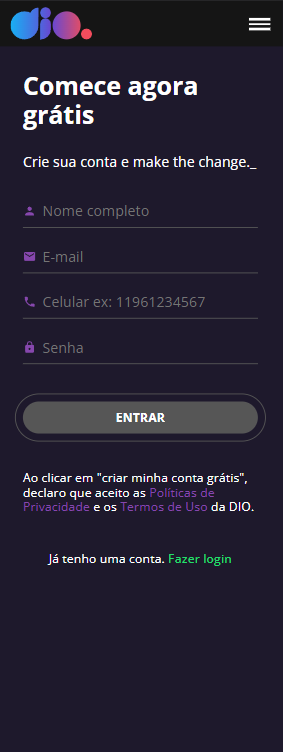 dio.
Comece agora
grátis
Crie sua conta e make the change._
Nome completo
E-mail
Celular ex: 11961234567
Senha
ENTRAR
Ao clicar em "criar minha conta grátis",
declaro que aceito as Políticas de
Privacidade e os Termos de Uso da DIO.
Já tenho uma conta. Fazer login